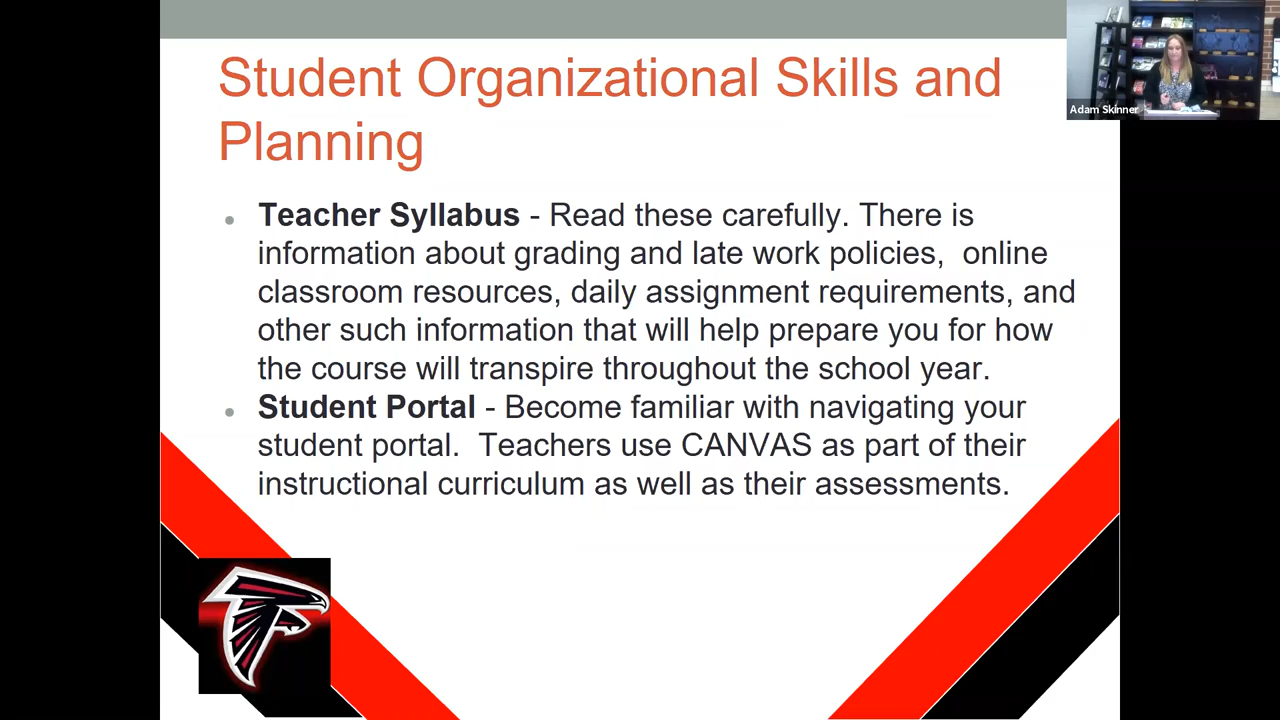 Student Organizational Skills and
Planning
Adam Skinner
Teacher Syllabus - Read these carefully. There is
information about grading and late work policies,  online
classroom resources, daily assignment requirements, and
other such information that will help prepare you for how
the course will transpire throughout the school year.
Student Portal - Become familiar with navigating your
student portal.  Teachers use CANVAS as part of their
instructional curriculum as well as their assessments.